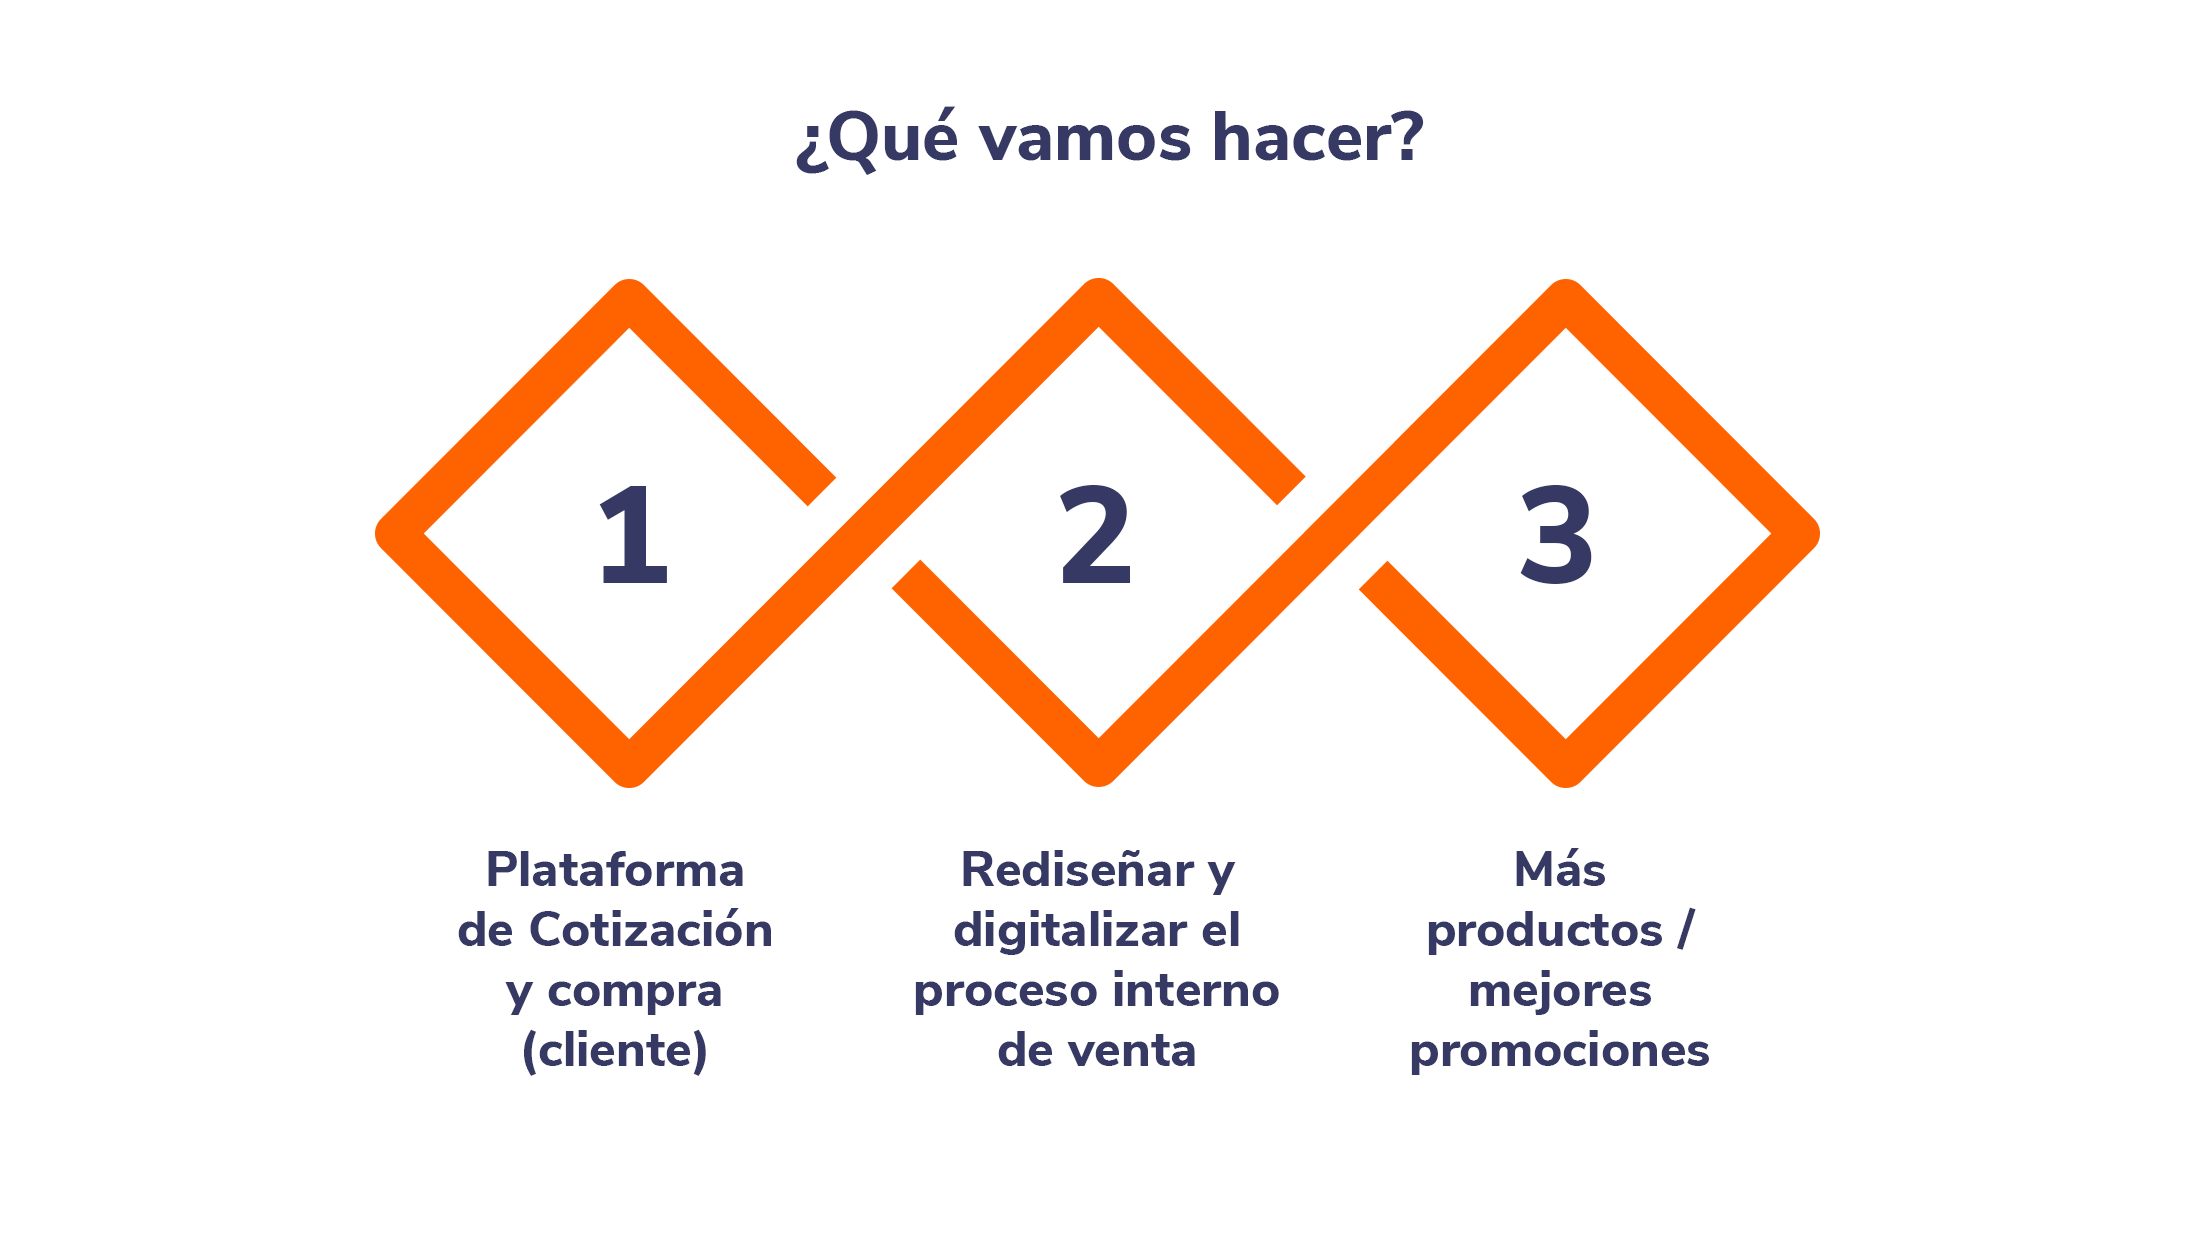 ¿Qué vamos hacer?
1
2
3
Plataforma
de Cotización
y compra
(cliente)
Rediseñar y
digitalizar el
proceso interno
de venta
Más
productos /
mejores
promociones